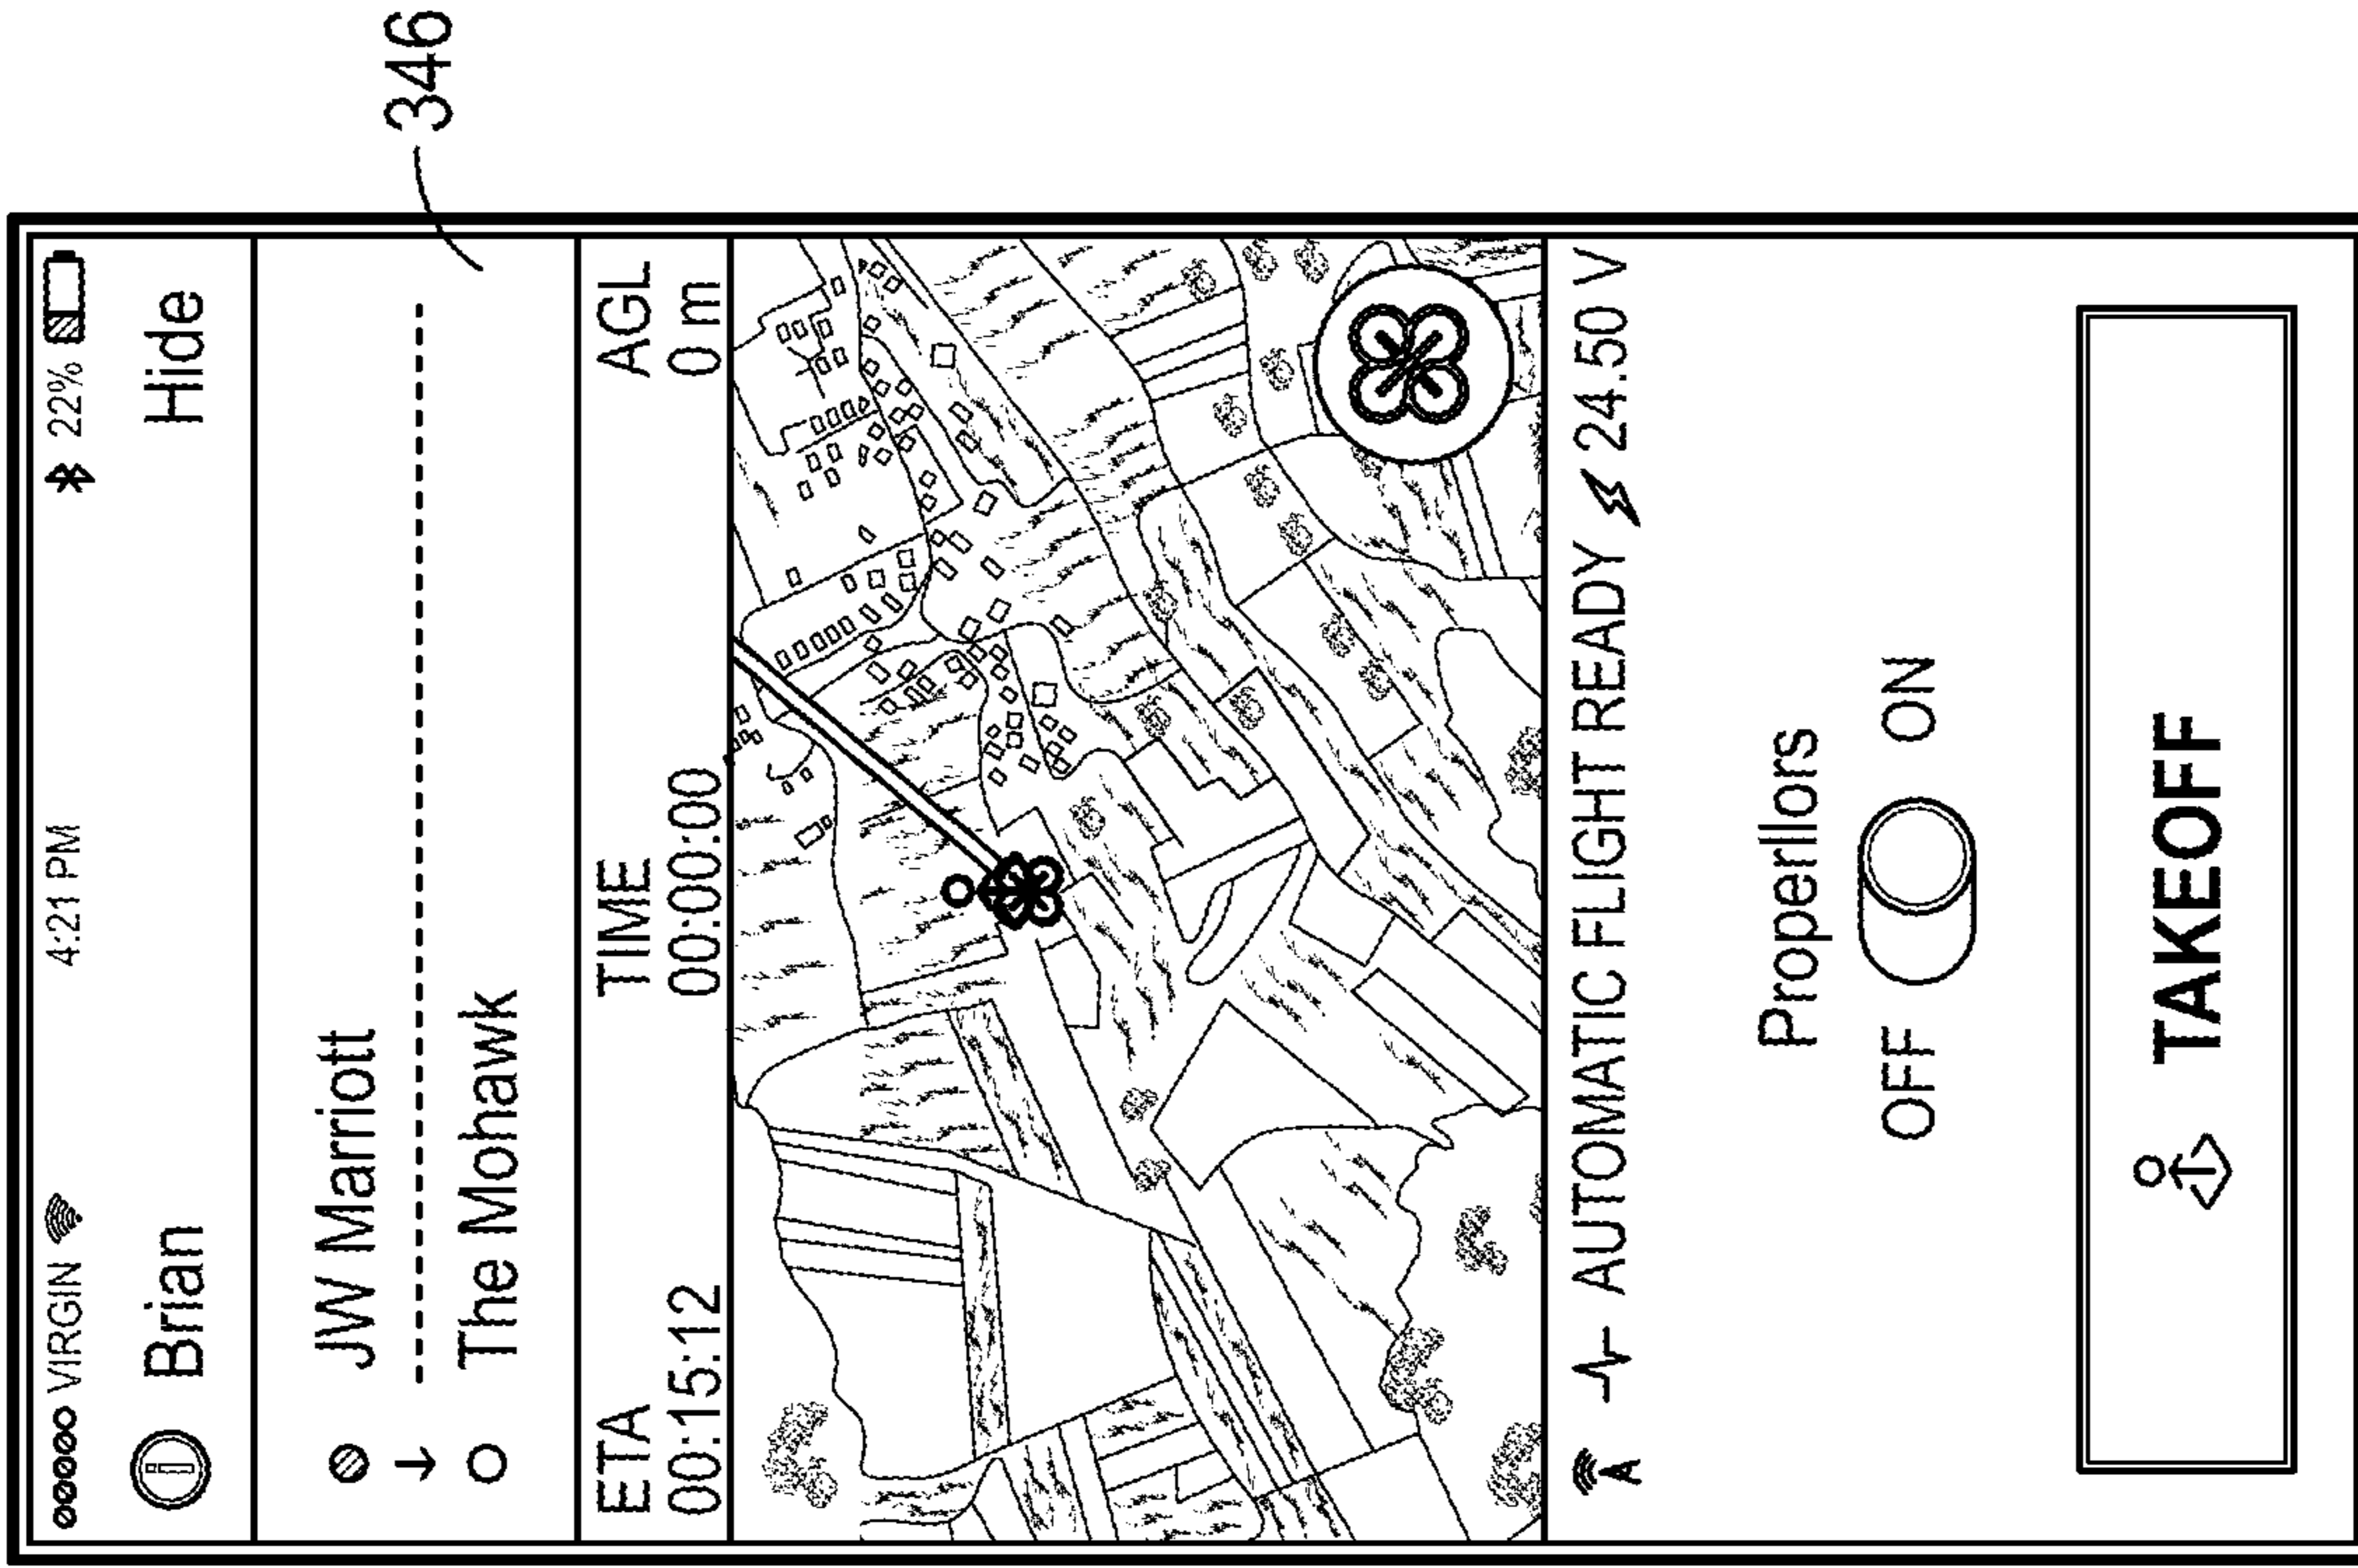 VIRGIN 4:21 PM 22%
Brian Hide
JW Marriott
The Mohawk
346
ETA TIME AGL
00:15:12 00:00:00 0 m
AUTOMATIC FLIGHT READY 24.50 V
Properllors
OFF ON
TAKEOFF